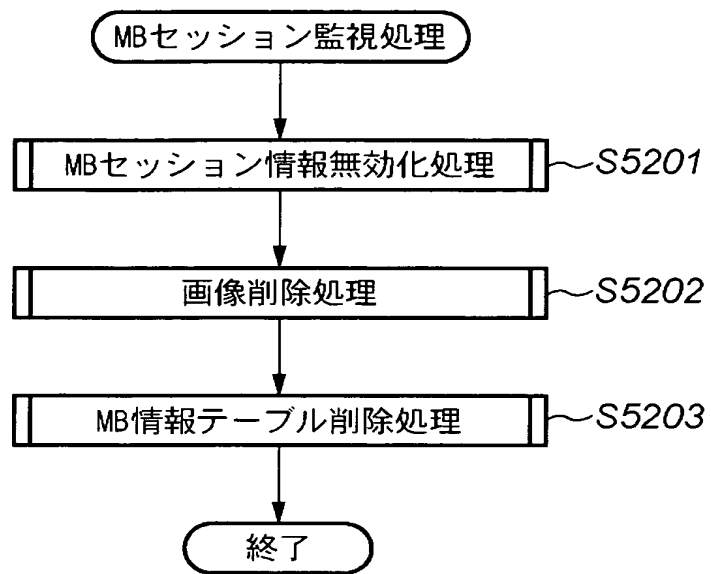 MBセッション監視処理
MBセッション情報無効化処理 S5201
画像削除処理 S5202
MB情報テーブル削除処理 S5203
終了